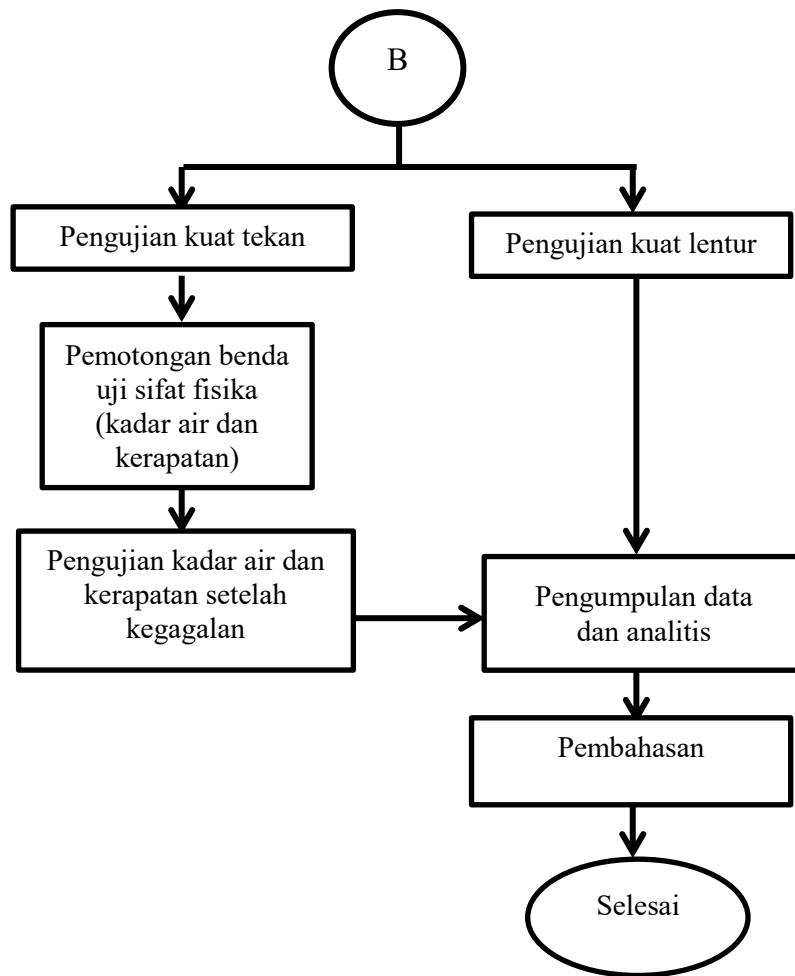 B
Pengujian kuat tekan
Pengujian kuat lentur
Pemotongan benda
uji sifat fisika
(kadar air dan
kerapatan)
Pengujian kadar air dan
kerapatan setelah
kegagalan
Pengumpulan data
dan analitis
Pembahasan
Selesai